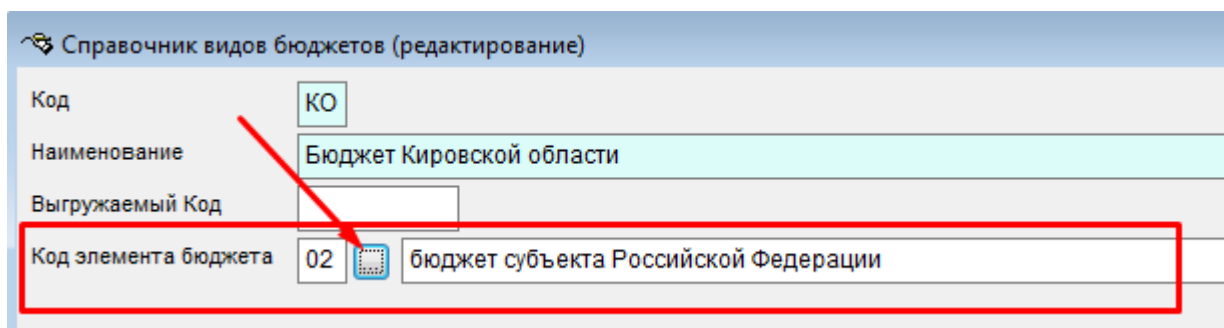 Справочник видов бюджетов (редактирование)
Код КО
Наименование Бюджет Кировской области
Выгружаемый Код
Код элемента бюджета 02 бюджет субъекта Российской Федерации